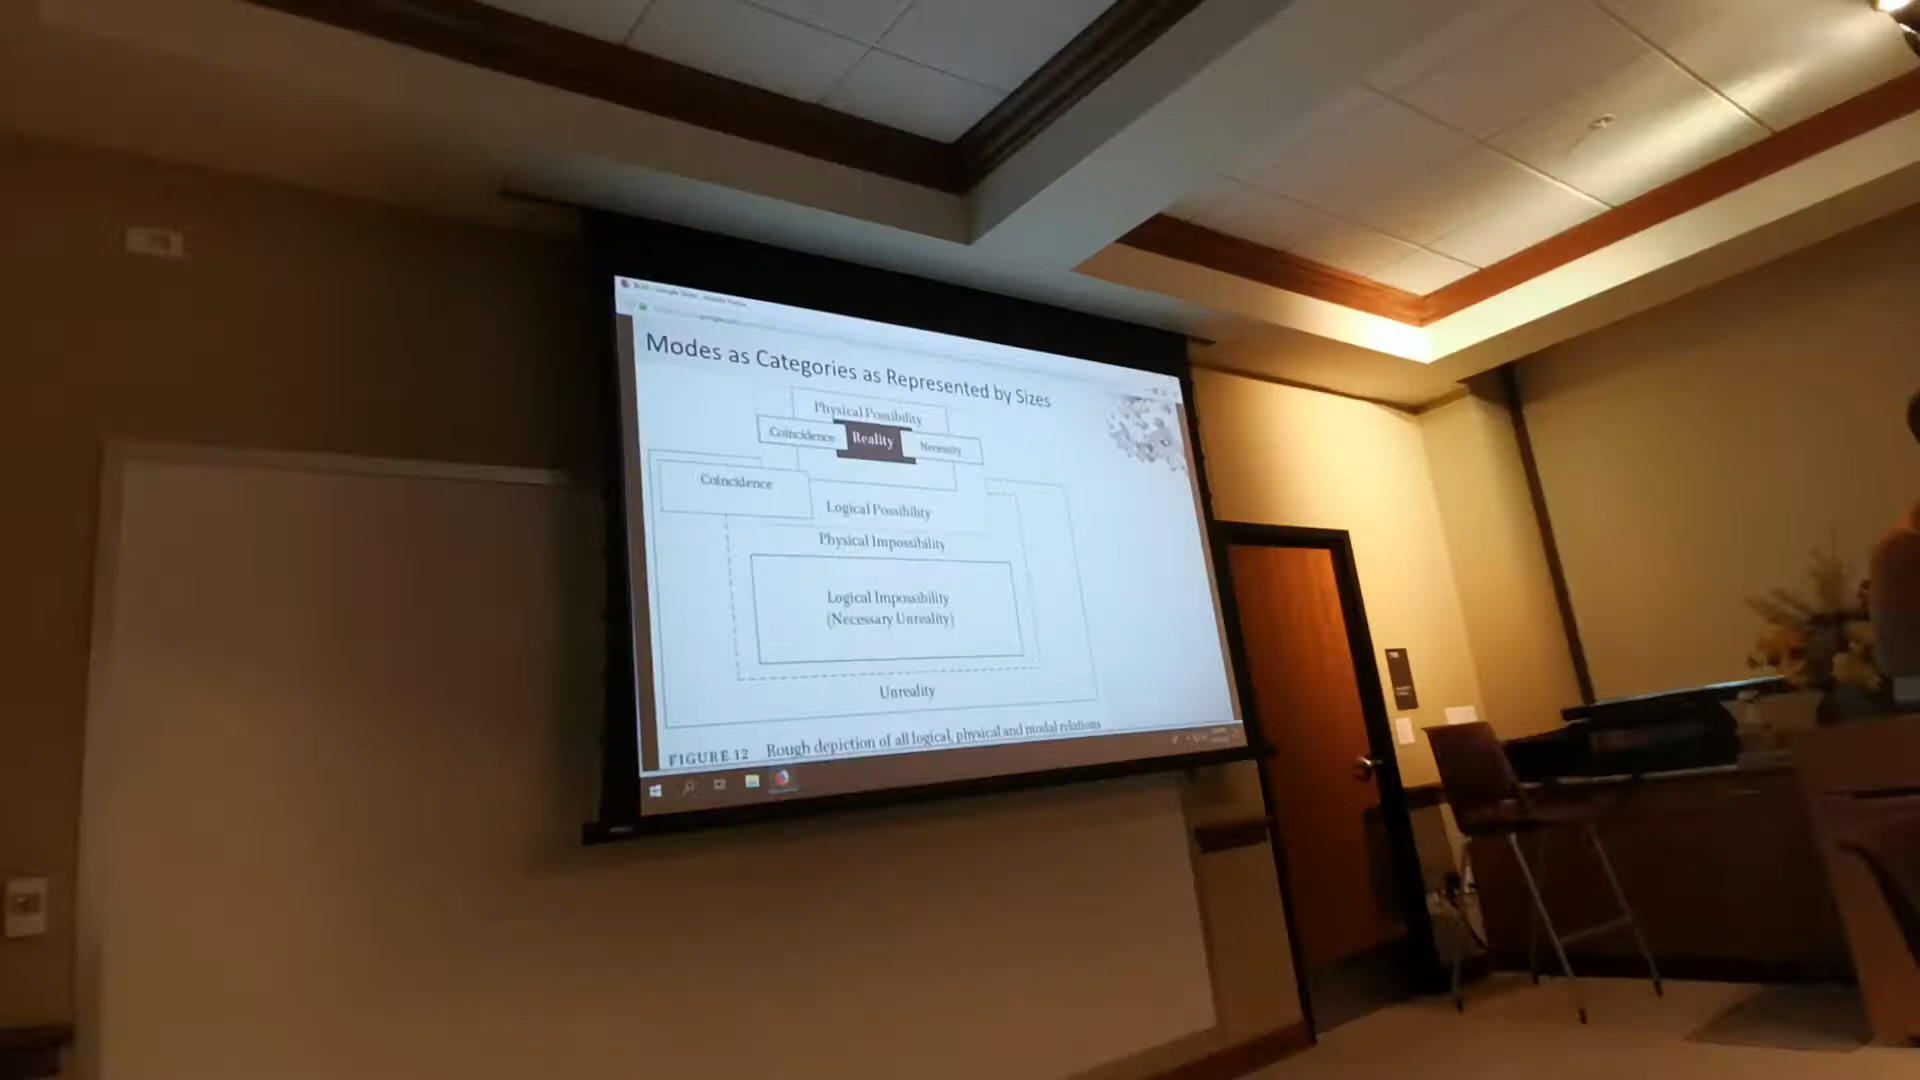 Modes as Categories as Represented by Sizes
Physical Possibility
Coincidence
Reality
Necessity
Coincidence
Logical Possibility
Physical Impossibility
Logical Impossibility
(Necessary Unreality)
Unreality
FIGURE 12 Rough depiction of all logical, physical and modal relations